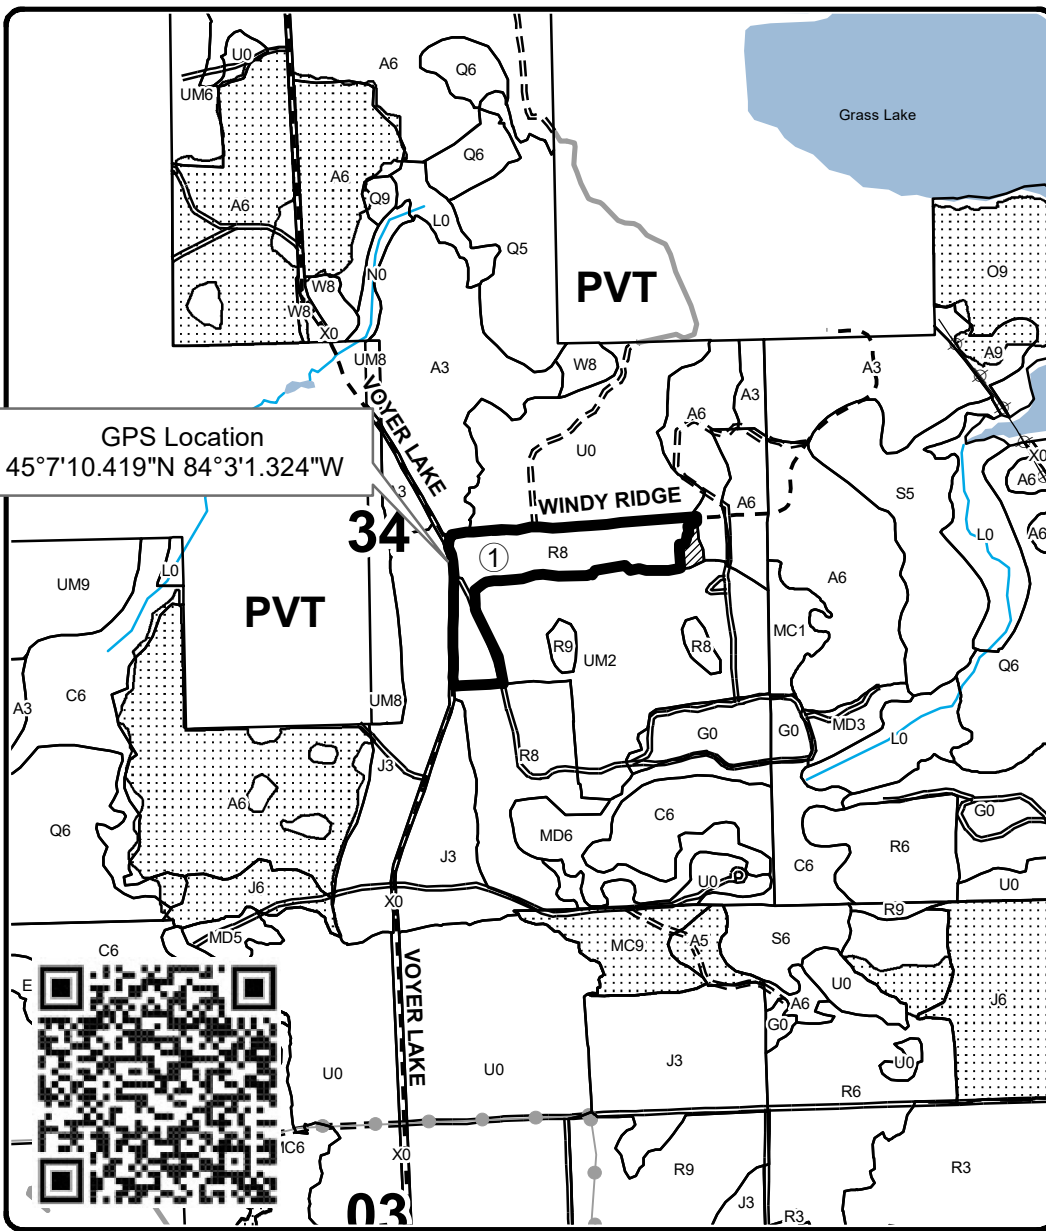 U0
A6
Q6
UM6
Grass Lake
Q6
A6
Q9
A6
L0
Q5
O9
N0
PVT
W8
W8
X0
A9
UM8
A3
W8
A3
VOYER LAKE
A3
A6
GPS Location
45°7'10.419"N 84°3'1.324"W
U0
X0
A6
A3
WINDY RIDGE
A6
S5
34
1
R8
L0
A6
L0
UM9
A6
PVT
MC1
R9
UM2
R8
Q6
C6
UM8
A3
MD3
G0
G0
L0
R8
J3
A6
C6
G0
Q6
MD6
J3
R6
C6
J6
U0
U0
X0
R9
MD5
C6
MC9
A5
S6
VOYER LAKE
E
U0
A6
J6
G0
U0
U0
J3
U0
R6
MC6
X0
R9
R3
03
J3
R3